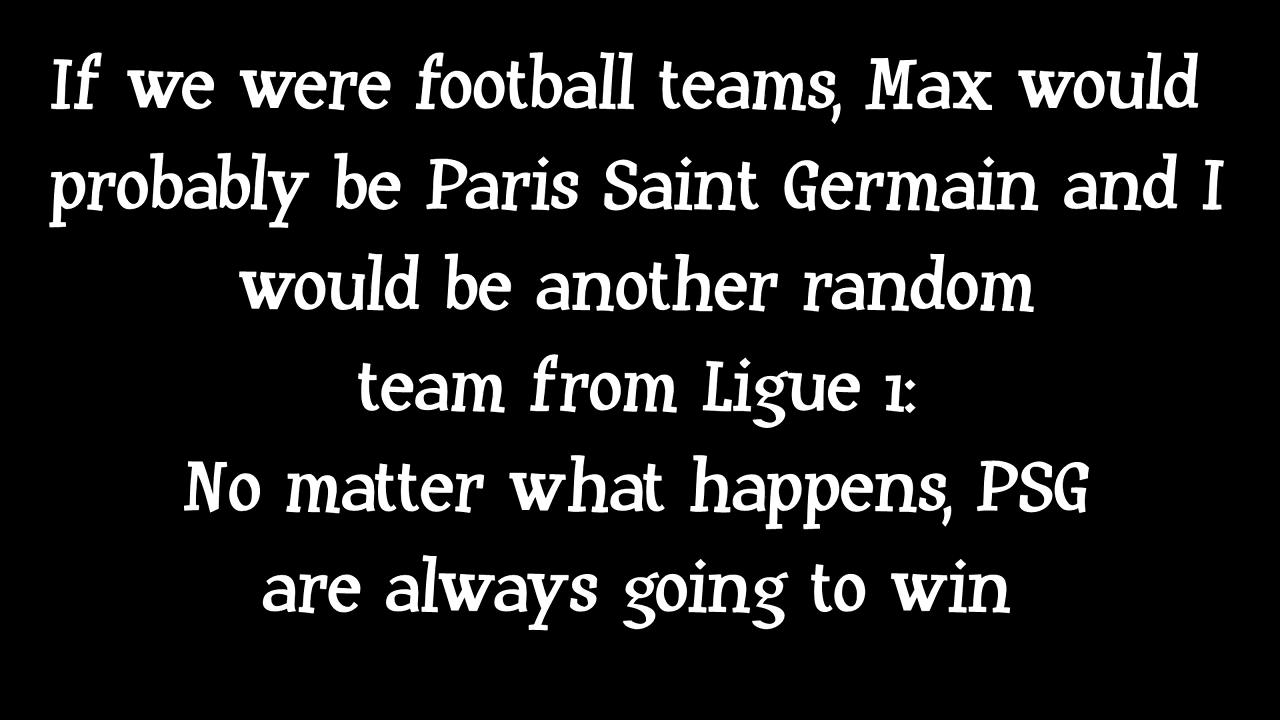 If we were football teams, Max would
probably be Paris Saint Germain and I
would be another random
team from Ligue 1:
No matter what happens, PSG
are always going to win